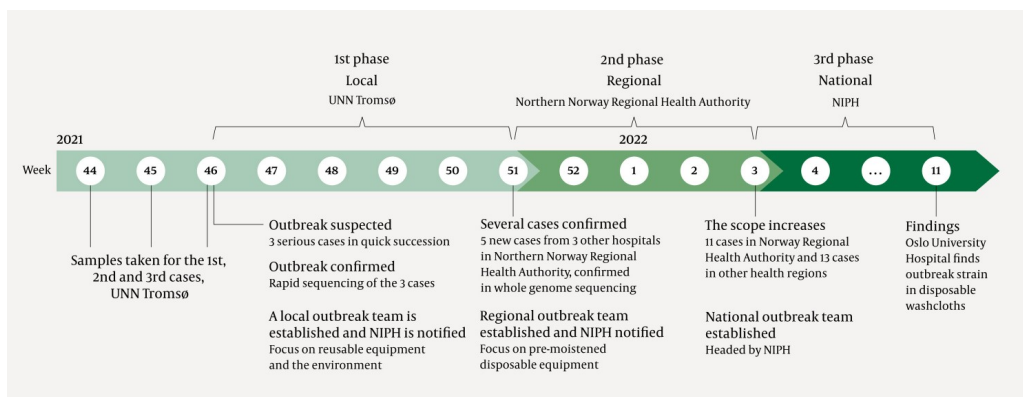 1st phase
Local
UNN Tromsø
2nd phase
Regional
Northern Norway Regional Health Authority
3rd phase
National
NIPH
2021
2022
Week
44
45
46
47
48
49
50
51
52
1
2
3
4
...
11
Samples taken for the 1st,
2nd and 3rd cases,
UNN Tromsø
Outbreak suspected
3 serious cases in quick succession
Outbreak confirmed
Rapid sequencing of the 3 cases
A local outbreak team is
established and NIPH is notified
Focus on reusable equipment
and the environment
Several cases confirmed
5 new cases from 3 other hospitals
in Northern Norway Regional
Health Authority, confirmed
in whole genome sequencing
Regional outbreak team
established and NIPH notified
Focus on pre-moistened
disposable equipment
The scope increases
11 cases in Norway Regional
Health Authority and 13 cases
in other health regions
National outbreak team
established
Headed by NIPH
Findings
Oslo University
Hospital finds
outbreak strain
in disposable
washcloths